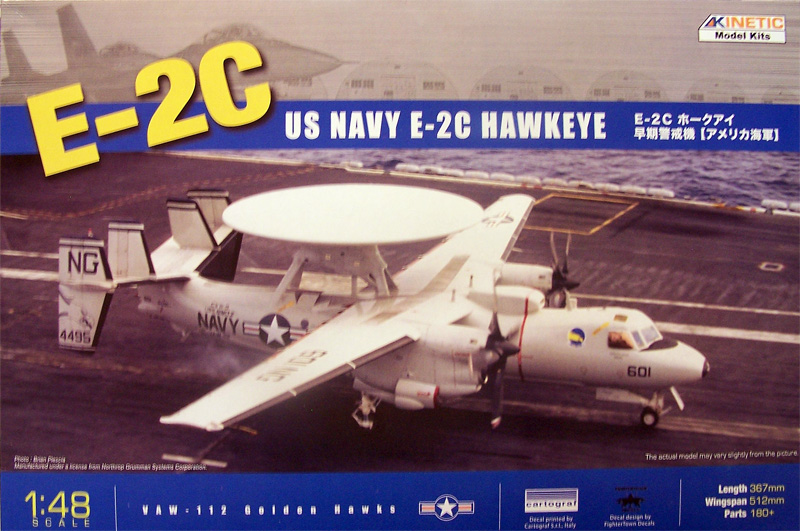 KINETIC
Model Kits
E-2C
US NAVY E-2C HAWKEYE
E-2C ホークアイ
早期警戒機【アメリカ海軍】
NG
4495
NAVY
601 NG
601
Photo : Brian Plescia
Manufactured under a license from Northrop Grumman Systems Corporation.
The actual model may vary slightly from the picture.
1:48
SCALE
VAW-112 Golden Hawks
cartograf
Decal printed by
Cartograf S.r.l., Italy
Decal design by
Fightertown Decals
Length 367mm
Wingspan 512mm
Parts 180+